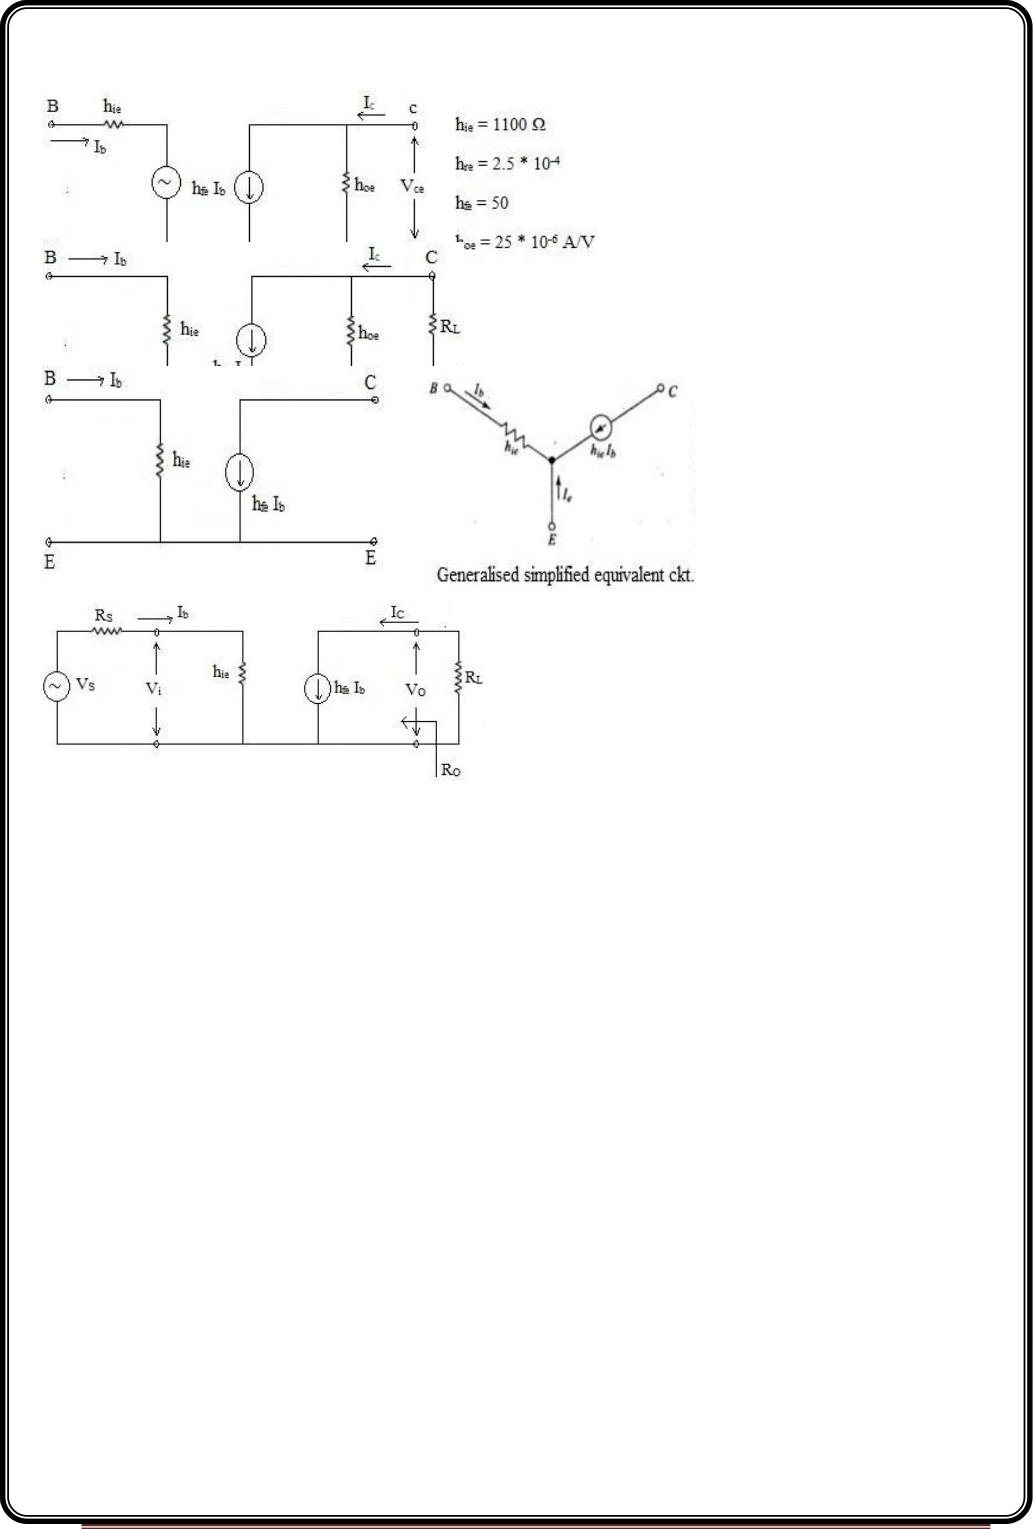 B hie Ic c
Ib
hfe Ib hoe Vce
hie = 1100 Ω
hre = 2.5 * 10-4
hfe = 50
hoe = 25 * 10-6 A/V
B Ib Ic C
hie hoe RL
B Ib C
hie
hfe Ib
E E
B Ib C
hie hie Ib
Ie
E
Generalised simplified equivalent ckt.
Rs Ib Ic
Vs Vi hie hfe Ib Vo RL
Ro